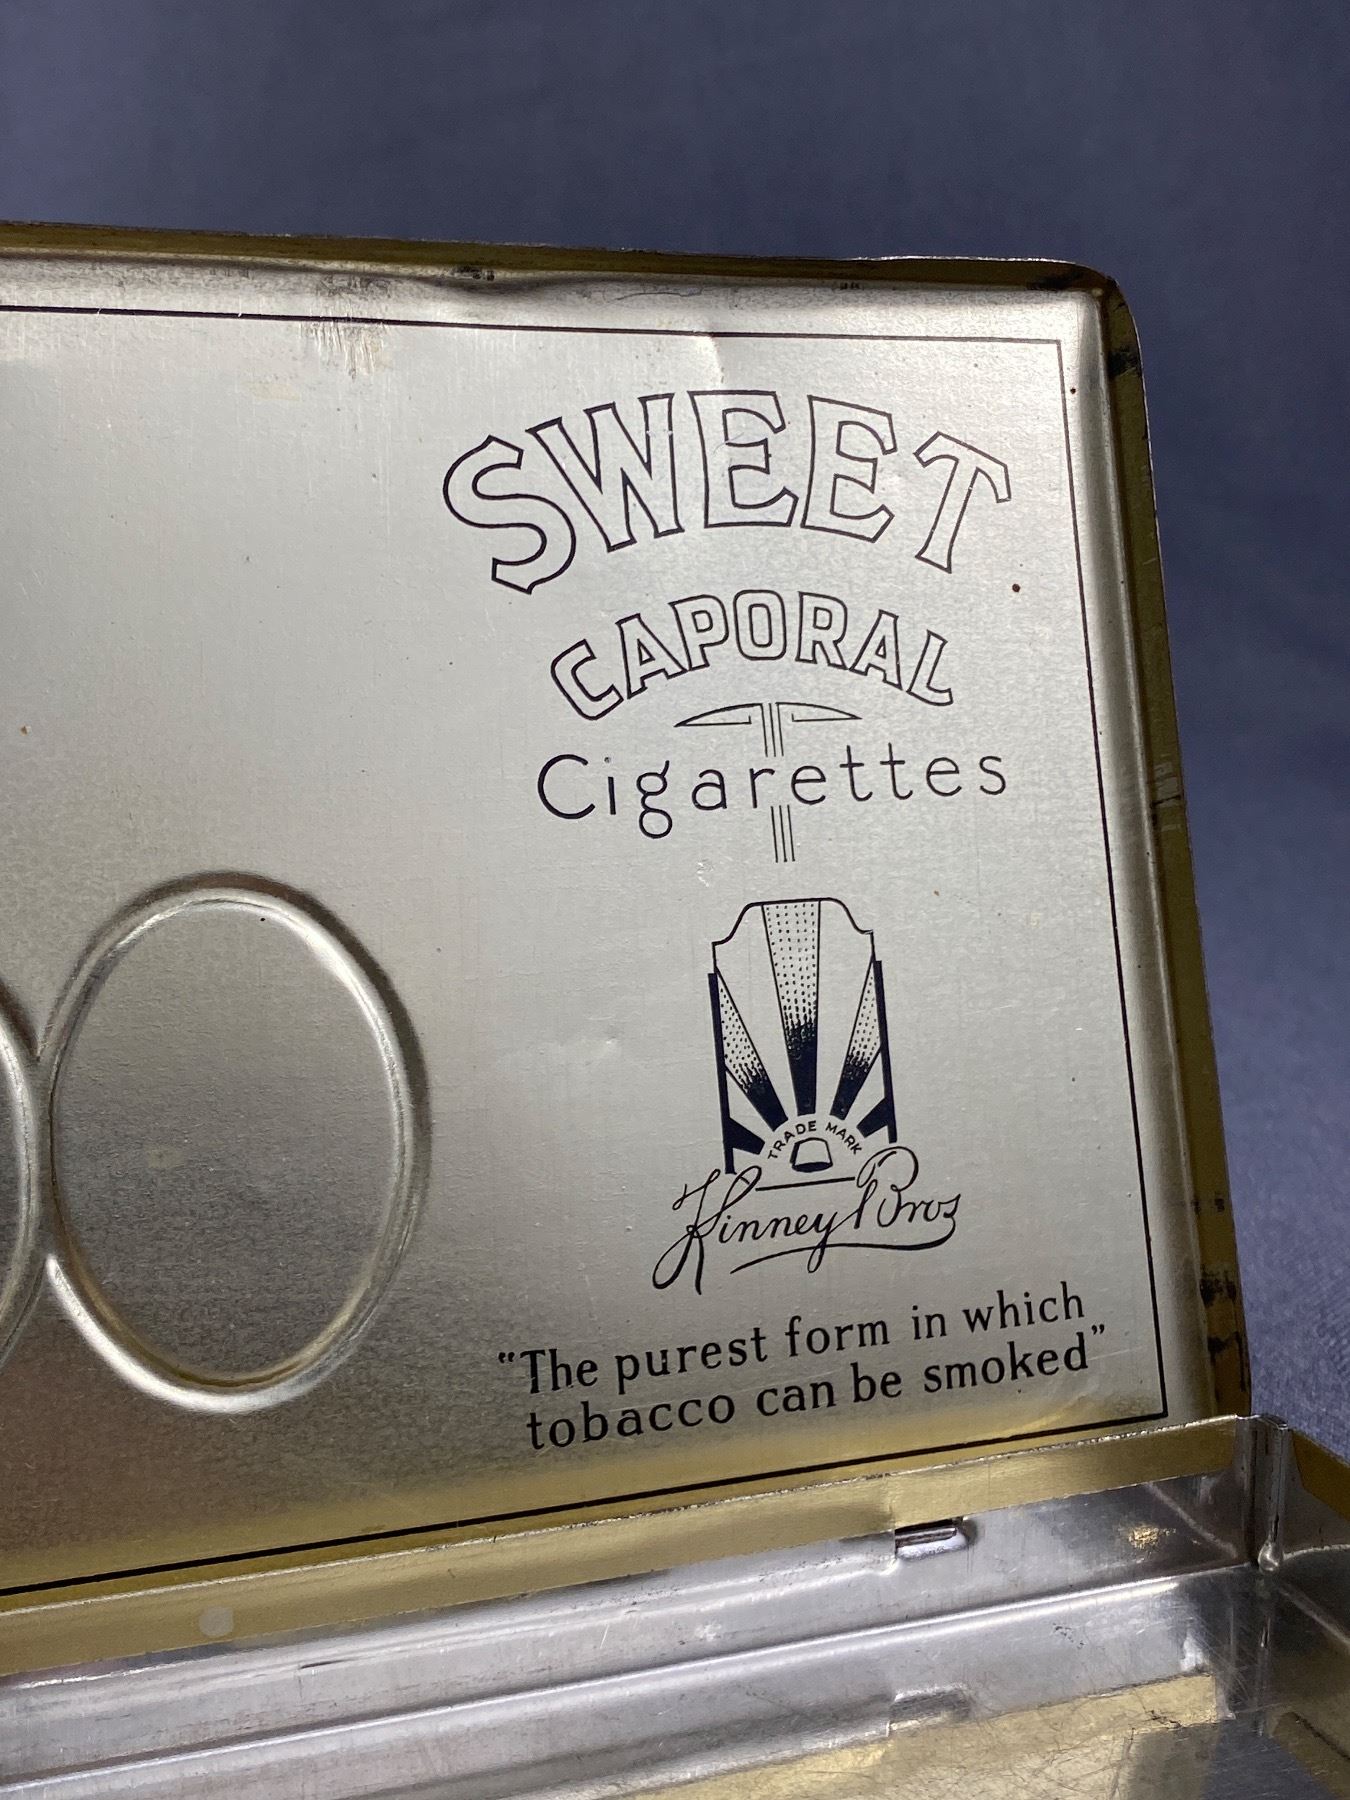 SWEET
CAPORAL
Cigarettes
TRADE MARK
Kinney Bros
"The purest form in which
tobacco can be smoked"